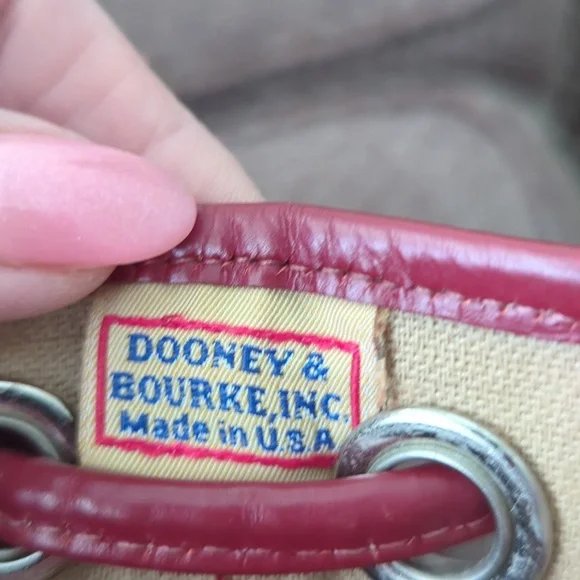 DOONEY &
BOURKE, INC.
Made in U.S.A